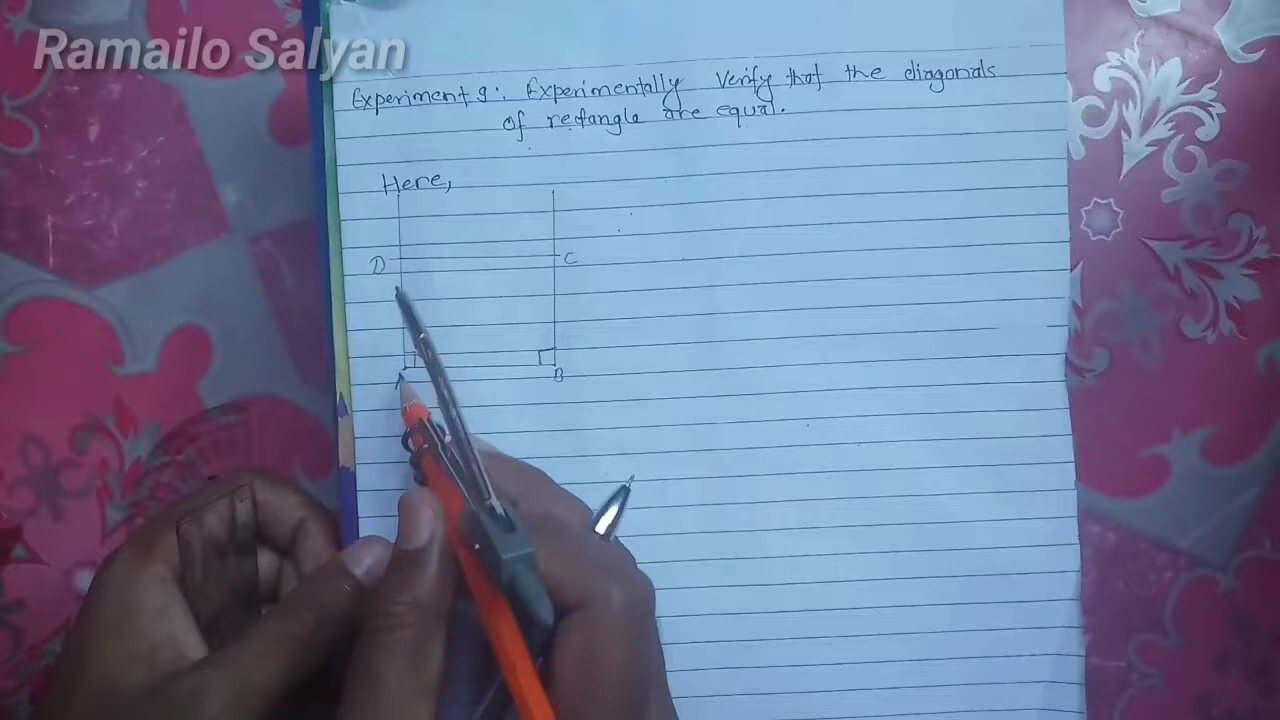 Ramailo Salyan
Experiment 9:. Experimentally Verify that the diagonals
of rectangle are equal.
Here,
D C
A B